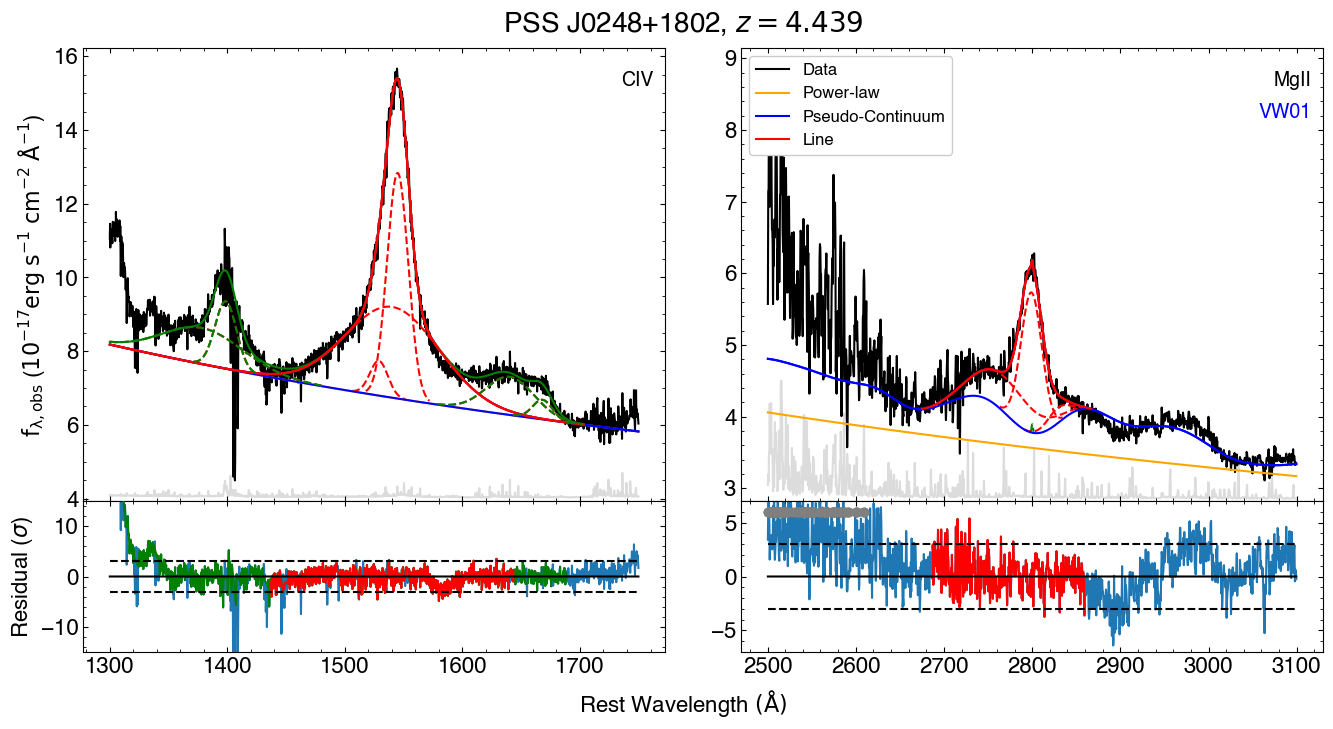 PSS J0248+1802, z = 4.439
16
14
12
10
8
6
4
CIV
f_λ,obs (10^−17 erg s^−1 cm^−2 Å^−1)
9
8
7
6
5
4
3
Data
Power-law
Pseudo-Continuum
Line
MgII
VW01
10
0
−10
Residual (σ)
5
0
−5
1300 1400 1500 1600 1700
2500 2600 2700 2800 2900 3000 3100
Rest Wavelength (Å)